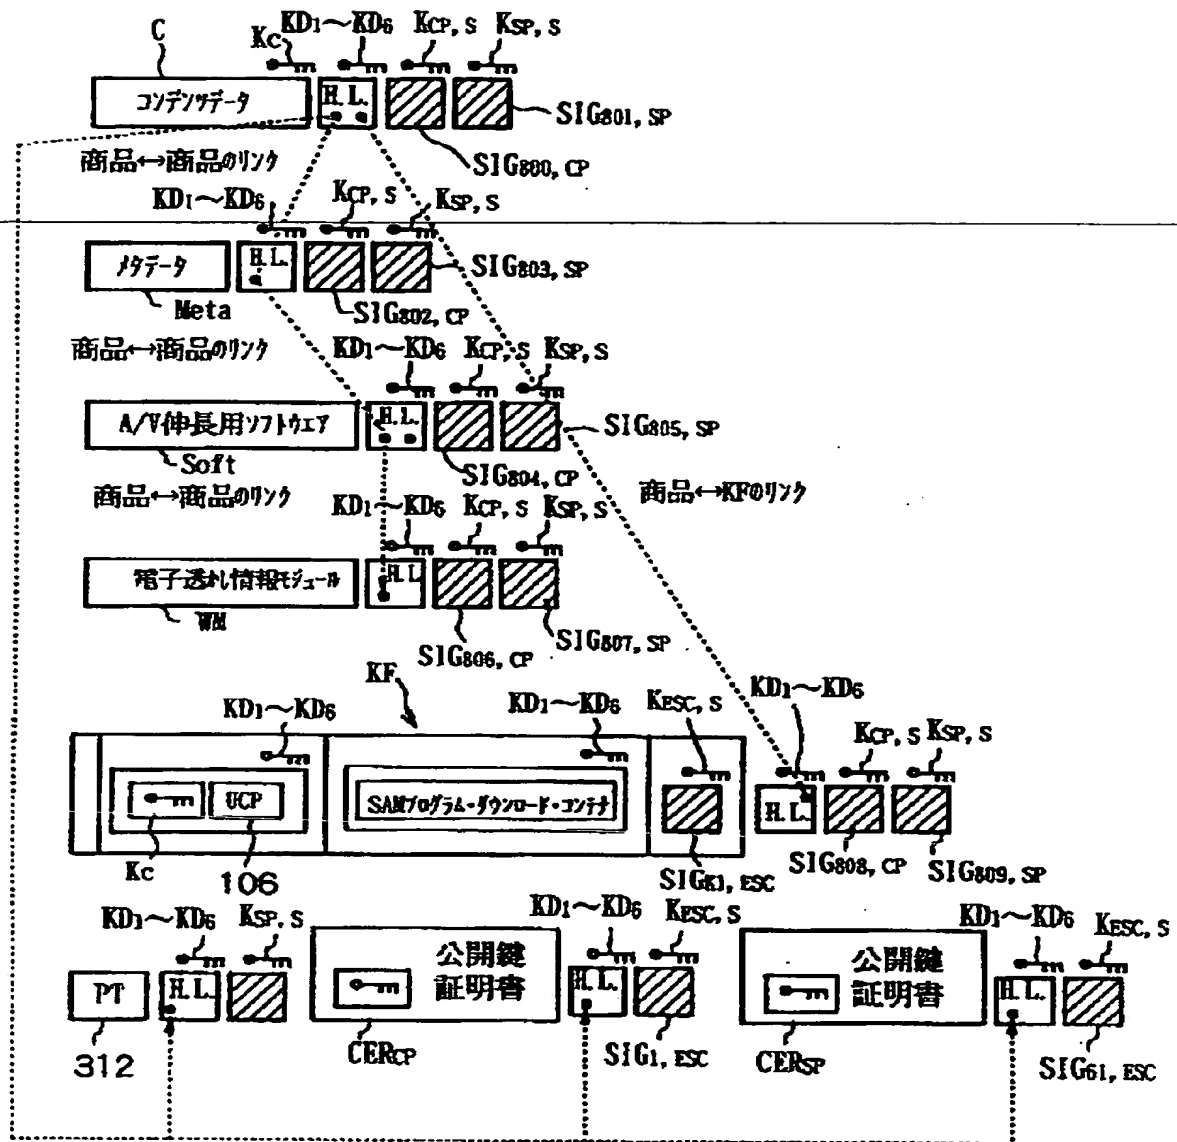 C
Kc
KD1~KD6
KCP,S
KSP,S
コンデンツデータ
H.L.
SIG801,SP
SIG800,CP
商品↔商品のリンク
KD1~KD6
KCP,S
KSP,S
メタデータ
H.L.
SIG803,SP
Meta
SIG802,CP
商品↔商品のリンク
KD1~KD6
KCP,S
KSP,S
A/V伸長用ソフトウエア
H.L.
SIG805,SP
Soft
SIG804,CP
商品↔商品のリンク
商品↔KFのリンク
KD1~KD6
KCP,S
KSP,S
電子透かし情報モジュール
H.L
WM
SIG807,SP
SIG806,CP
KF
KD1~KD6
KD1~KD6
KESC,S
KD1~KD6
KCP,S
KSP,S
UCP
SAMプログラム・ダウンロード・コンテナ
H.L.
Kc
106
SIGK1,ESC
SIG808,CP
SIG809,SP
KD1~KD6
KSP,S
KD1~KD6
KESC,S
KD1~KD6
KESC,S
PT
H.L.
公開鍵
証明書
H.L.
公開鍵
証明書
H.L.
312
CERCP
SIG1,ESC
CERSP
SIG61,ESC